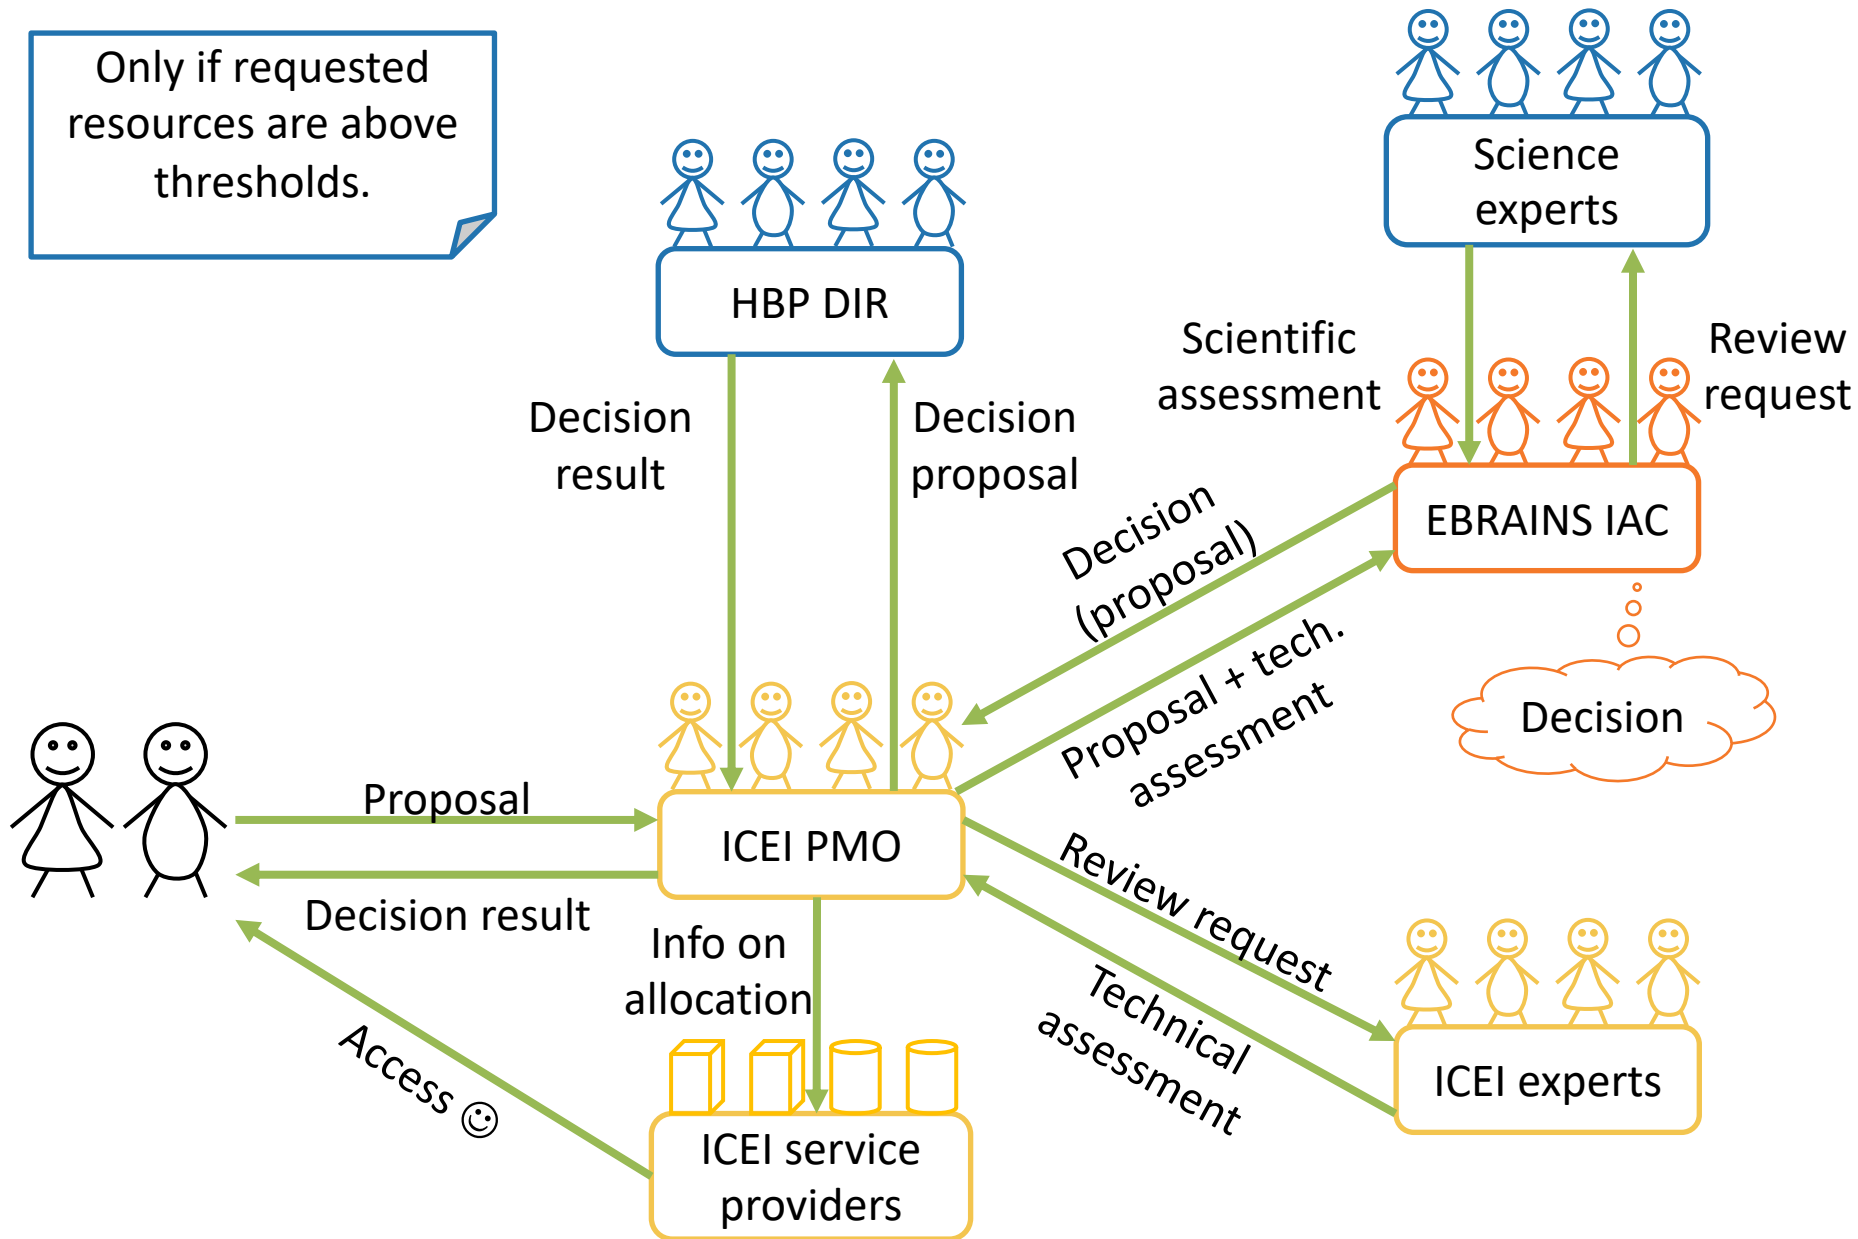 Only if requested
resources are above
thresholds.
HBP DIR
Science
experts
Scientific
assessment
Review
request
Decision
result
Decision
proposal
EBRAINS IAC
Decision
(proposal)
Proposal + tech.
assessment
Decision
Proposal
ICEI PMO
Decision result
Info on
allocation
Review request
Technical
assessment
Access ☺
ICEI experts
ICEI service
providers